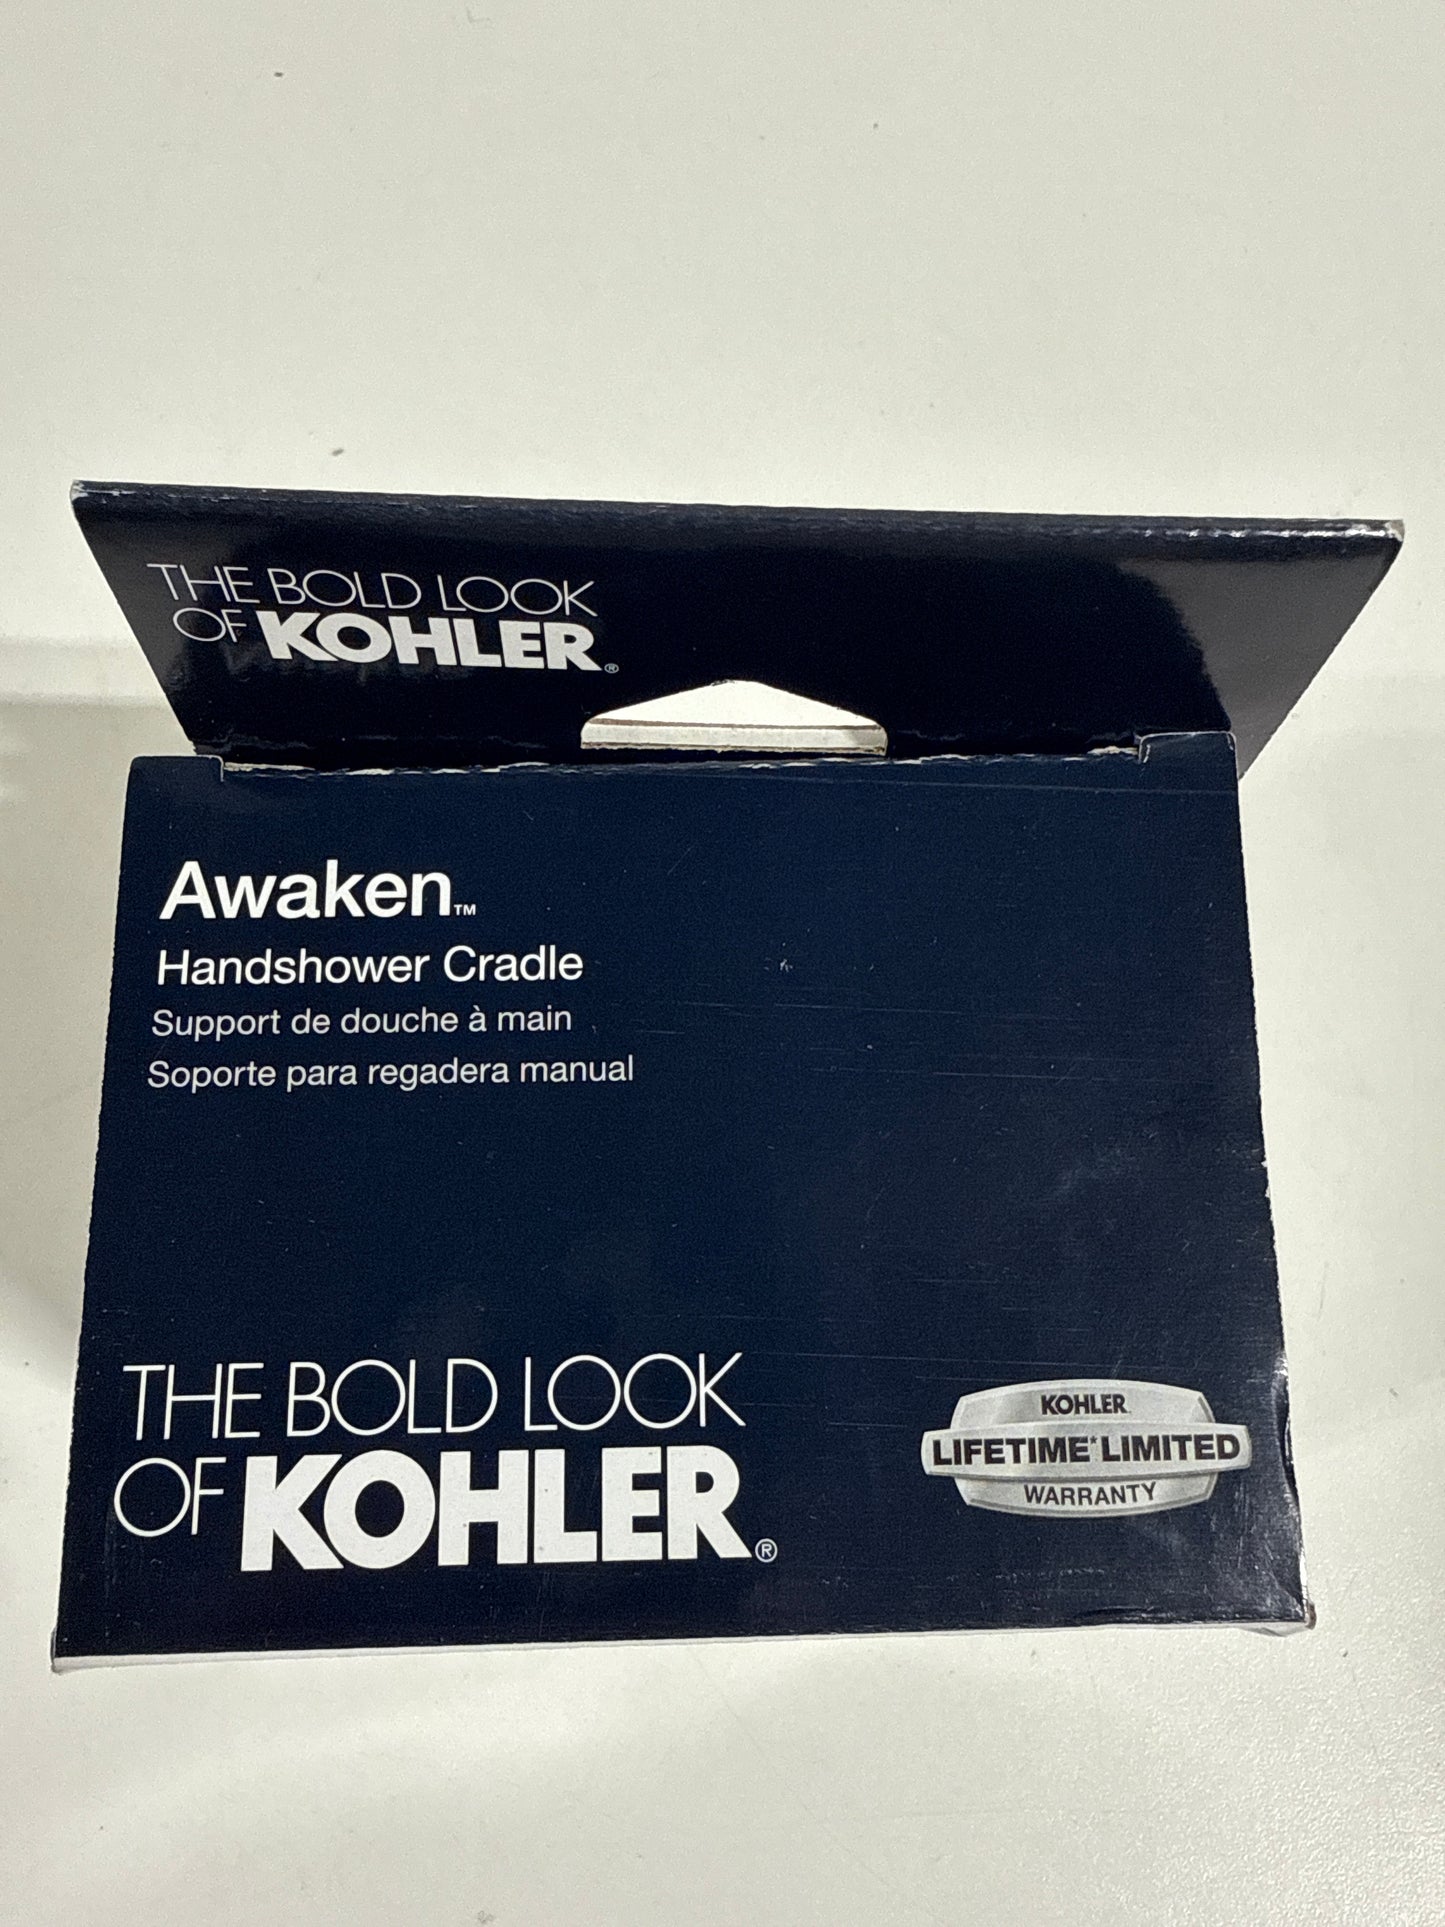 THE BOLD LOOK
OF KOHLER®
Awaken™
Handshower Cradle
Support de douche à main
Soporte para regadera manual
THE BOLD LOOK
OF KOHLER®
KOHLER
LIFETIME* LIMITED
WARRANTY